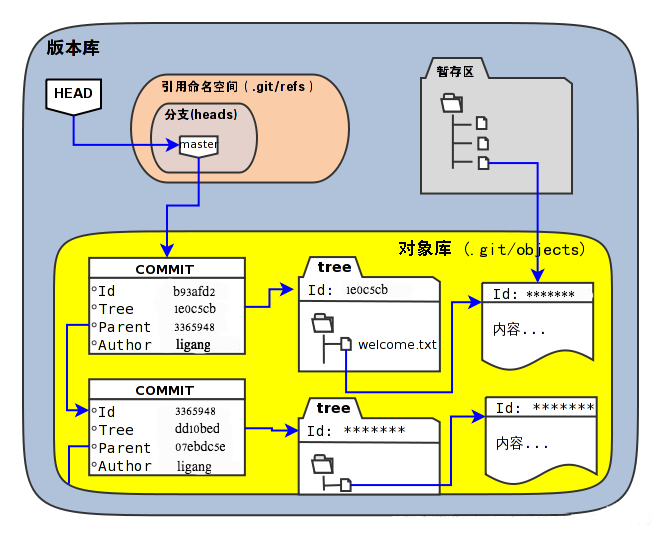 版本库
HEAD
引用命名空间 ( .git/refs )
分支(heads)
master
暂存区
对象库 (.git/objects)
COMMIT
Id b93afd2
Tree 1e0c5cb
Parent 3365948
Author ligang
tree
Id: 1e0c5cb
welcome.txt
Id: *******
内容...
COMMIT
Id 3365948
Tree dd10bed
Parent 07ebdc5e
Author ligang
tree
Id: *******
Id: *******
内容...